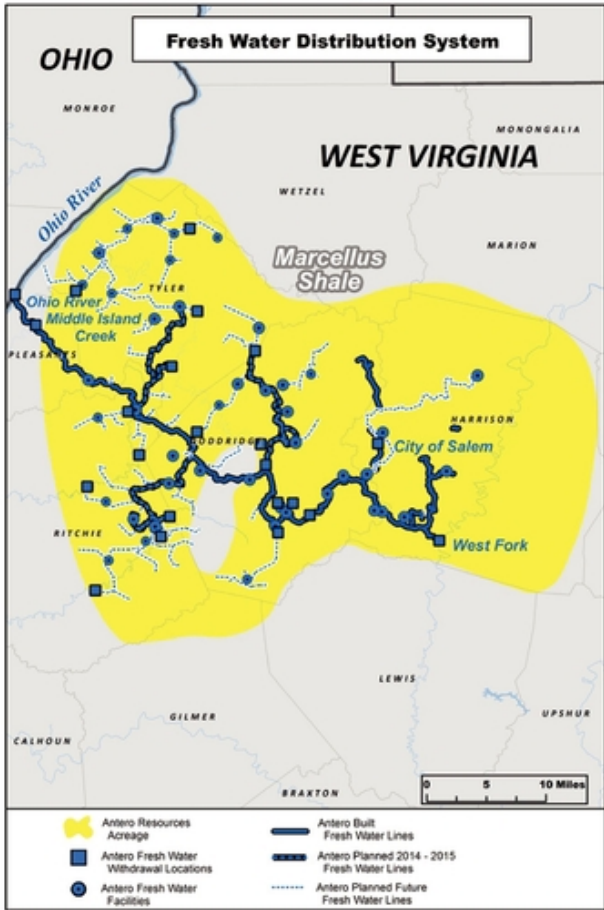 Fresh Water Distribution System
OHIO
MONROE
MONONGALIA
WEST VIRGINIA
WETZEL
Ohio River
MARION
Marcellus
Shale
TYLER
Ohio River
Middle Island
Creek
PLEASANTS
HARRISON
DODDRIDGE
City of Salem
RITCHIE
West Fork
LEWIS
GILMER
UPSHUR
CALHOUN
BRAXTON
0 5 10 Miles
Antero Resources
Acreage
Antero Fresh Water
Withdrawal Locations
Antero Fresh Water
Facilities
Antero Built
Fresh Water Lines
Antero Planned 2014 - 2015
Fresh Water Lines
Antero Planned Future
Fresh Water Lines